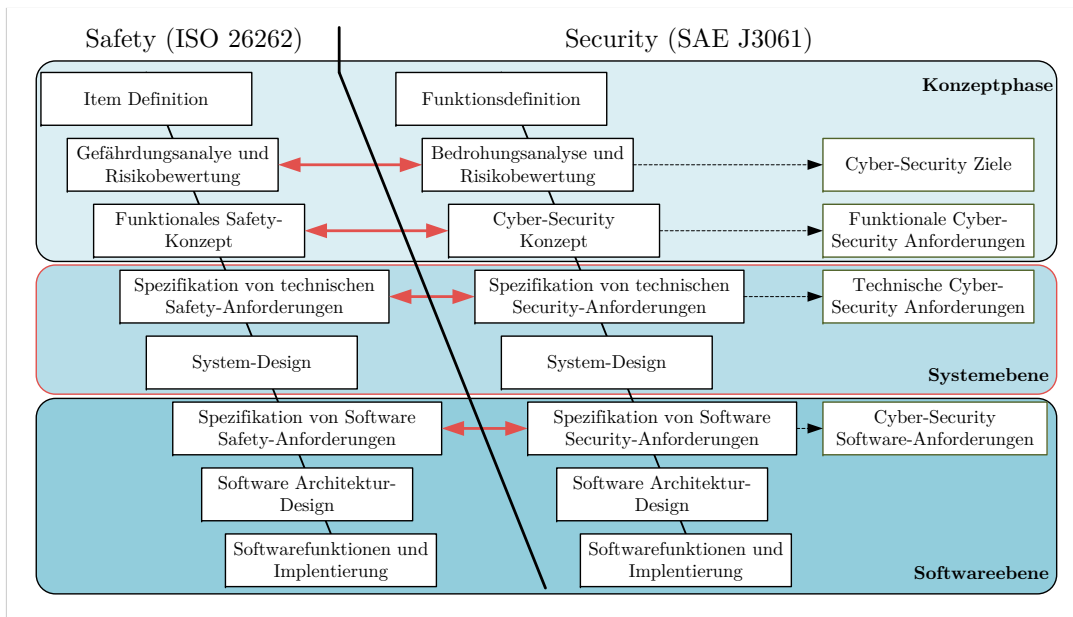 Safety (ISO 26262)
Security (SAE J3061)
Konzeptphase
Item Definition
Funktionsdefinition
Gefährdungsanalye und
Risikobewertung
Bedrohungsanalyse und
Risikobewertung
Cyber-Security Ziele
Funktionales Safety-
Konzept
Cyber-Security
Konzept
Funktionale Cyber-
Security Anforderungen
Spezifikation von technischen
Safety-Anforderungen
Spezifikation von technischen
Security-Anforderungen
Technische Cyber-
Security Anforderungen
System-Design
System-Design
Systemebene
Spezifikation von Software
Safety-Anforderungen
Spezifikation von Software
Security-Anforderungen
Cyber-Security
Software-Anforderungen
Software Architektur-
Design
Software Architektur-
Design
Softwarefunktionen und
Implentierung
Softwarefunktionen und
Implentierung
Softwareebene